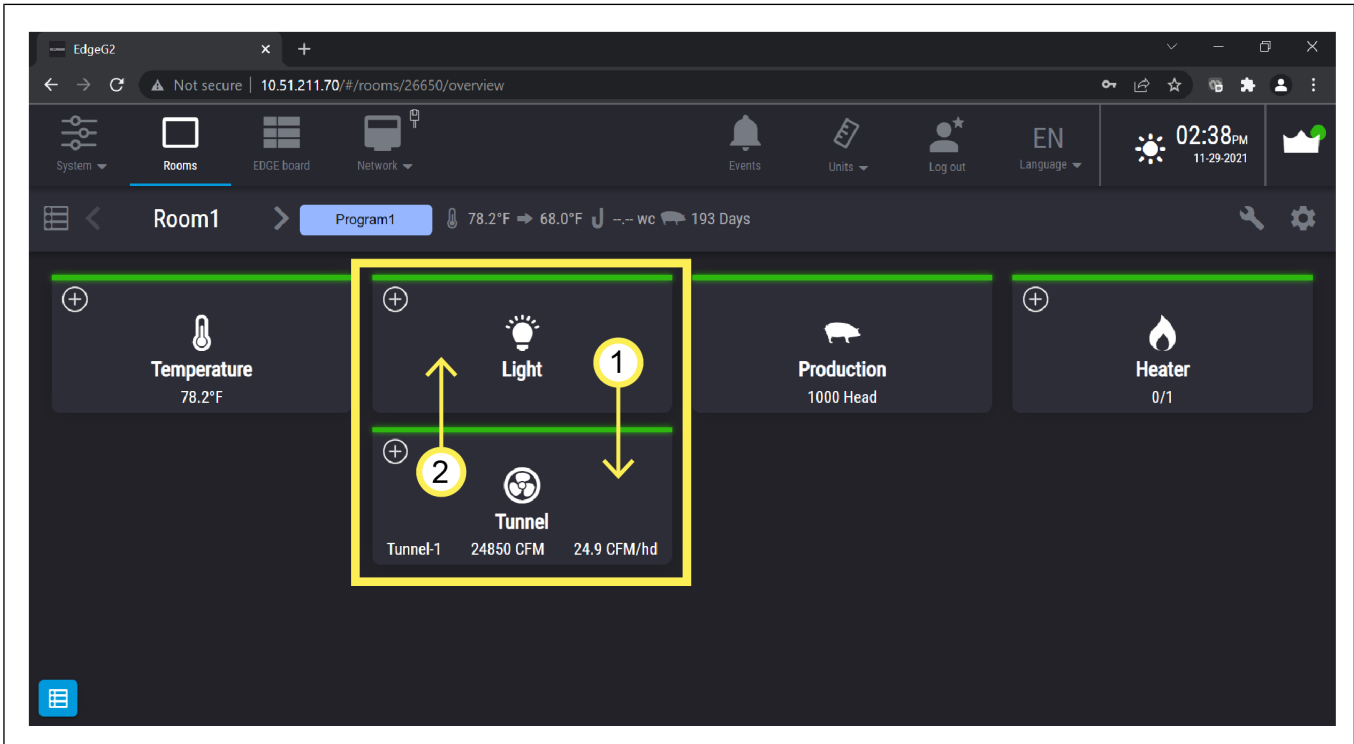 EdgeG2
Not secure | 10.51.211.70/#/rooms/26650/overview
System
Rooms
EDGE board
Network
Events
Units
Log out
EN
Language
02:38PM
11-29-2021
Room1
Program1
78.2°F ➡ 68.0°F --.-- wc 193 Days
Temperature
78.2°F
Light
1
Production
1000 Head
Heater
0/1
2
Tunnel
Tunnel-1 24850 CFM 24.9 CFM/hd